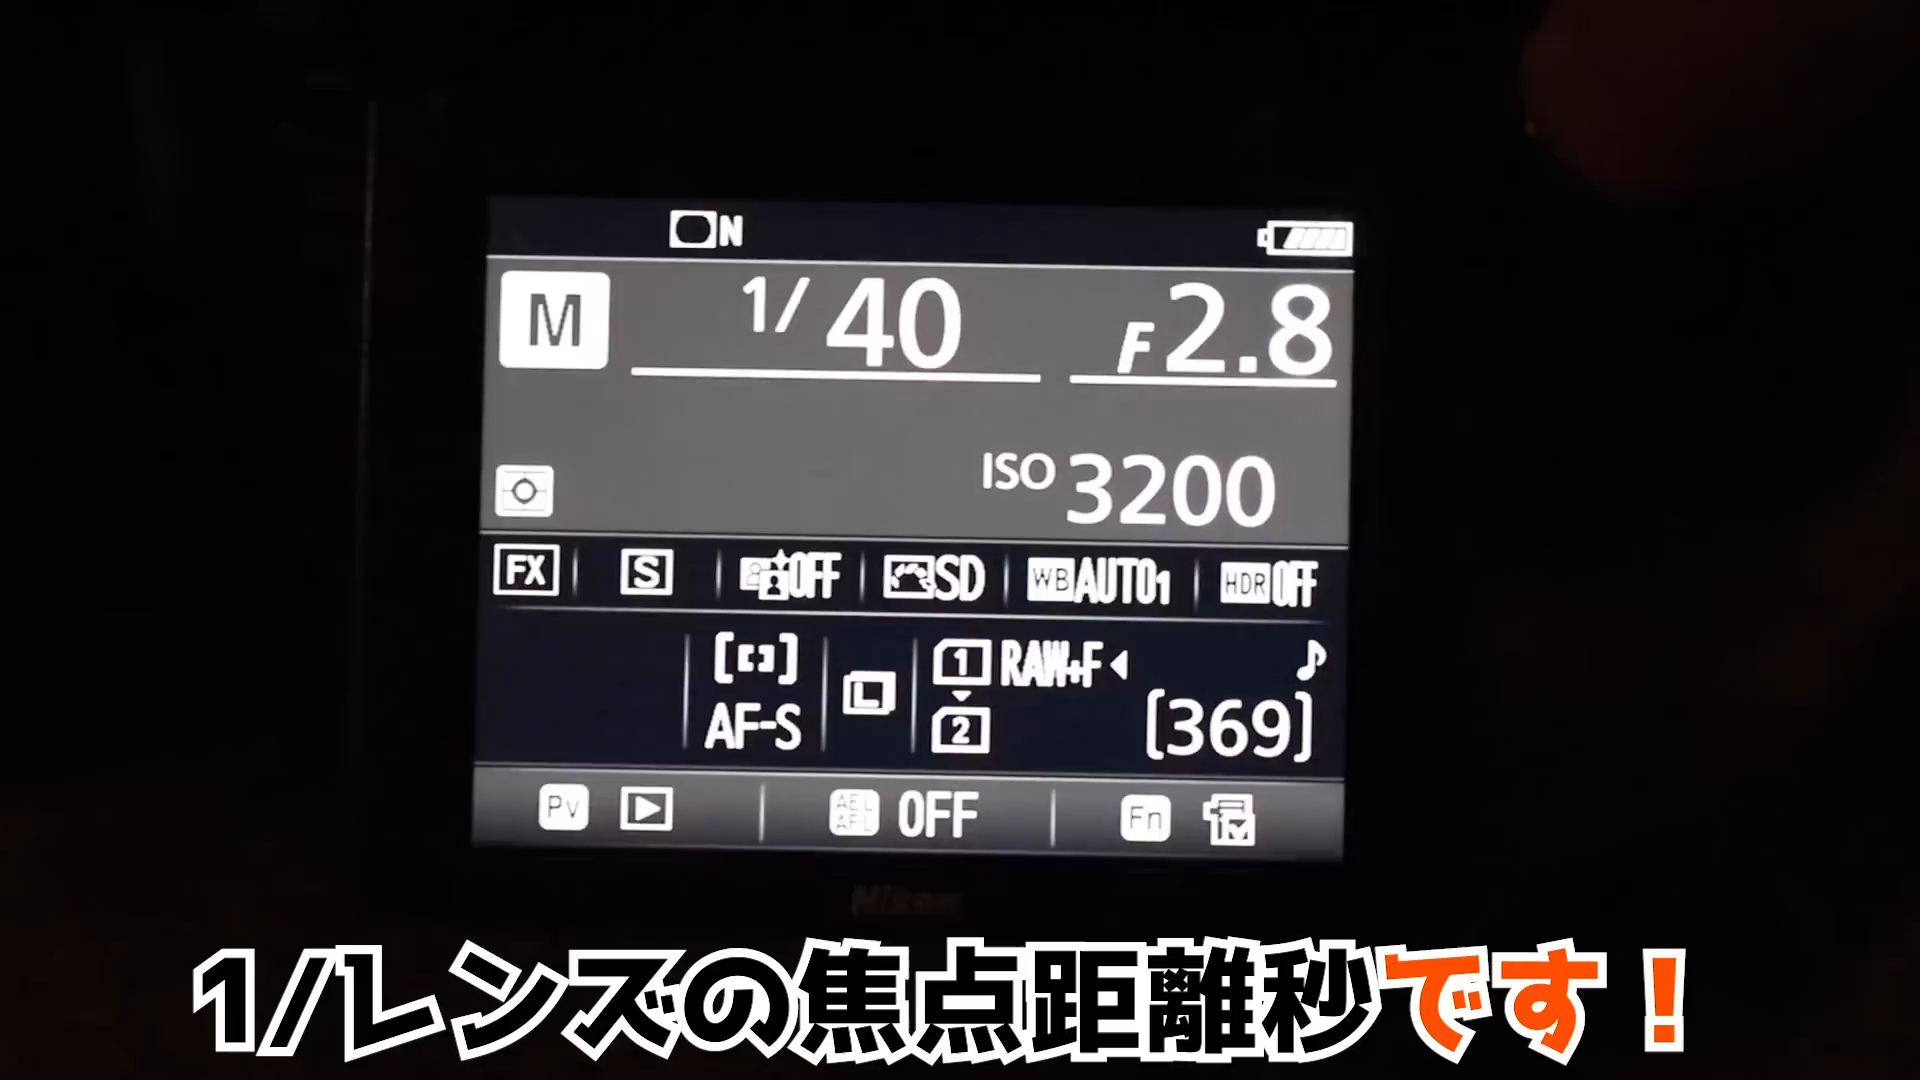 N
M 1/40 F2.8
ISO 3200
FX S OFF SD WB AUTO1 HDR OFF
[ ] 1 RAW+F
AF-S L 2 [369]
Pv AE-L AF-L OFF Fn
Nikon
1/レンズの焦点距離秒です！